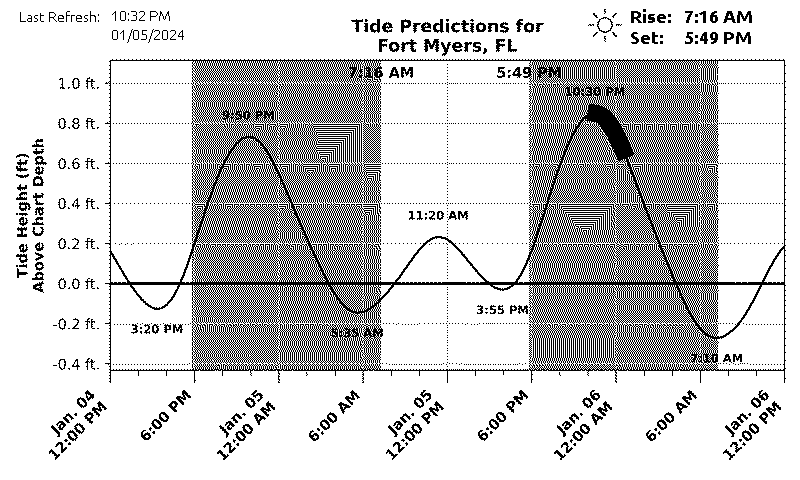 Last Refresh: 10:32 PM
01/05/2024
Tide Predictions for
Fort Myers, FL
Rise: 7:16 AM
Set: 5:49 PM
7:16 AM
5:49 PM
1.0 ft.
0.8 ft.
0.6 ft.
0.4 ft.
0.2 ft.
0.0 ft.
-0.2 ft.
-0.4 ft.
Tide Height (ft)
Above Chart Depth
9:50 PM
10:30 PM
11:20 AM
3:20 PM
3:55 PM
7:10 AM
Jan. 04
12:00 PM
6:00 PM
Jan. 05
12:00 AM
6:00 AM
Jan. 05
12:00 PM
6:00 PM
Jan. 06
12:00 AM
6:00 AM
Jan. 06
12:00 PM